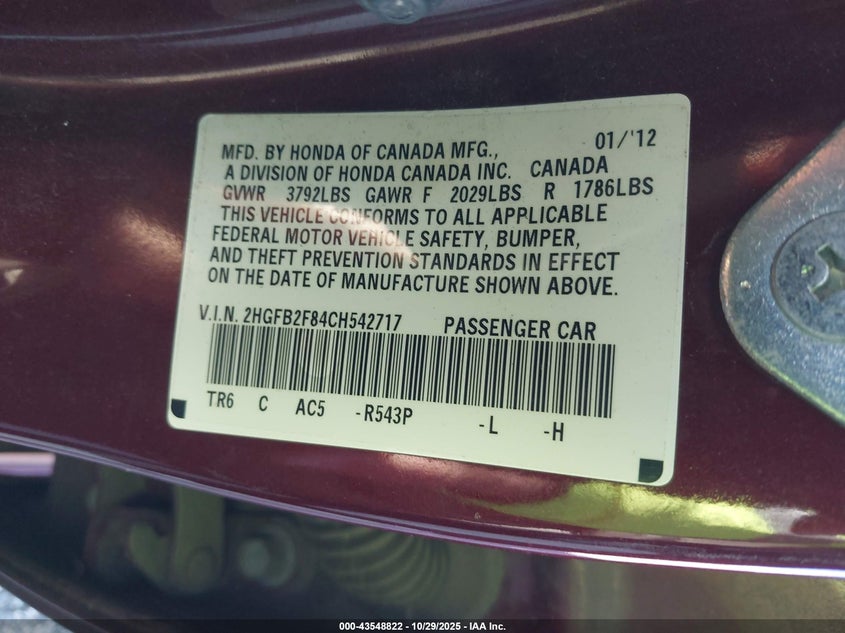 01/'12
MFD. BY HONDA OF CANADA MFG.,
A DIVISION OF HONDA CANADA INC. CANADA
GVWR 3792LBS GAWR F 2029LBS R 1786LBS
THIS VEHICLE CONFORMS TO ALL APPLICABLE
FEDERAL MOTOR VEHICLE SAFETY, BUMPER,
AND THEFT PREVENTION STANDARDS IN EFFECT
ON THE DATE OF MANUFACTURE SHOWN ABOVE.
V.I.N. 2HGFB2F84CH542717 PASSENGER CAR
TR6 C AC5 -R543P -L -H
000-43548822 - 10/29/2025 - IAA Inc.